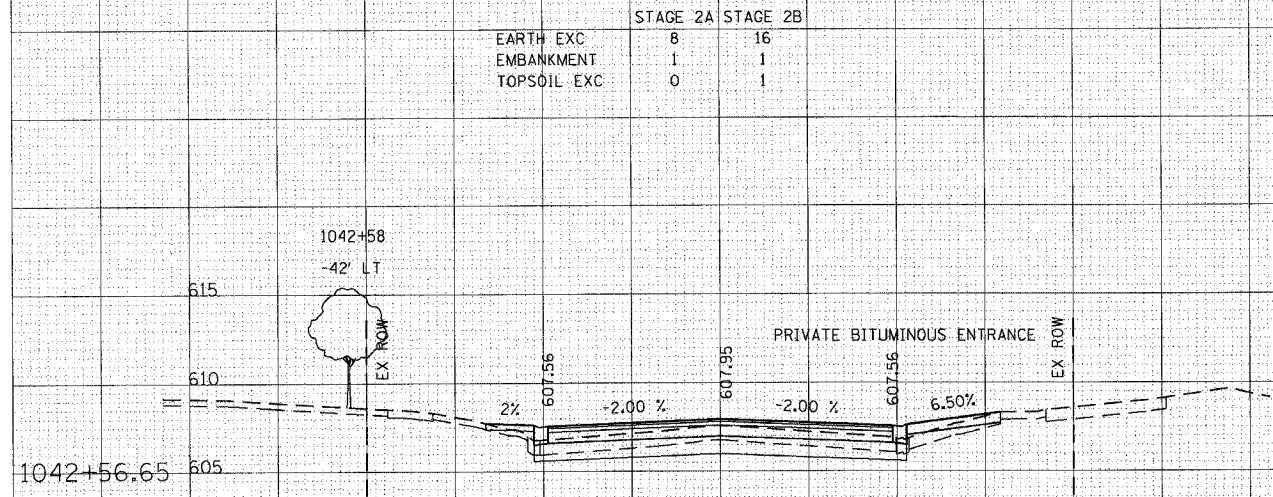 STAGE 2A STAGE 2B
EARTH EXC 8 16
EMBANKMENT 1 1
TOPSOIL EXC 0 1
1042+58
-42' LT
615
EX ROW
607.56
607.95
PRIVATE BITUMINOUS ENTRANCE
607.56
EX ROW
610
2%
-2.00 %
-2.00 %
6.50%
1042+56.65
605